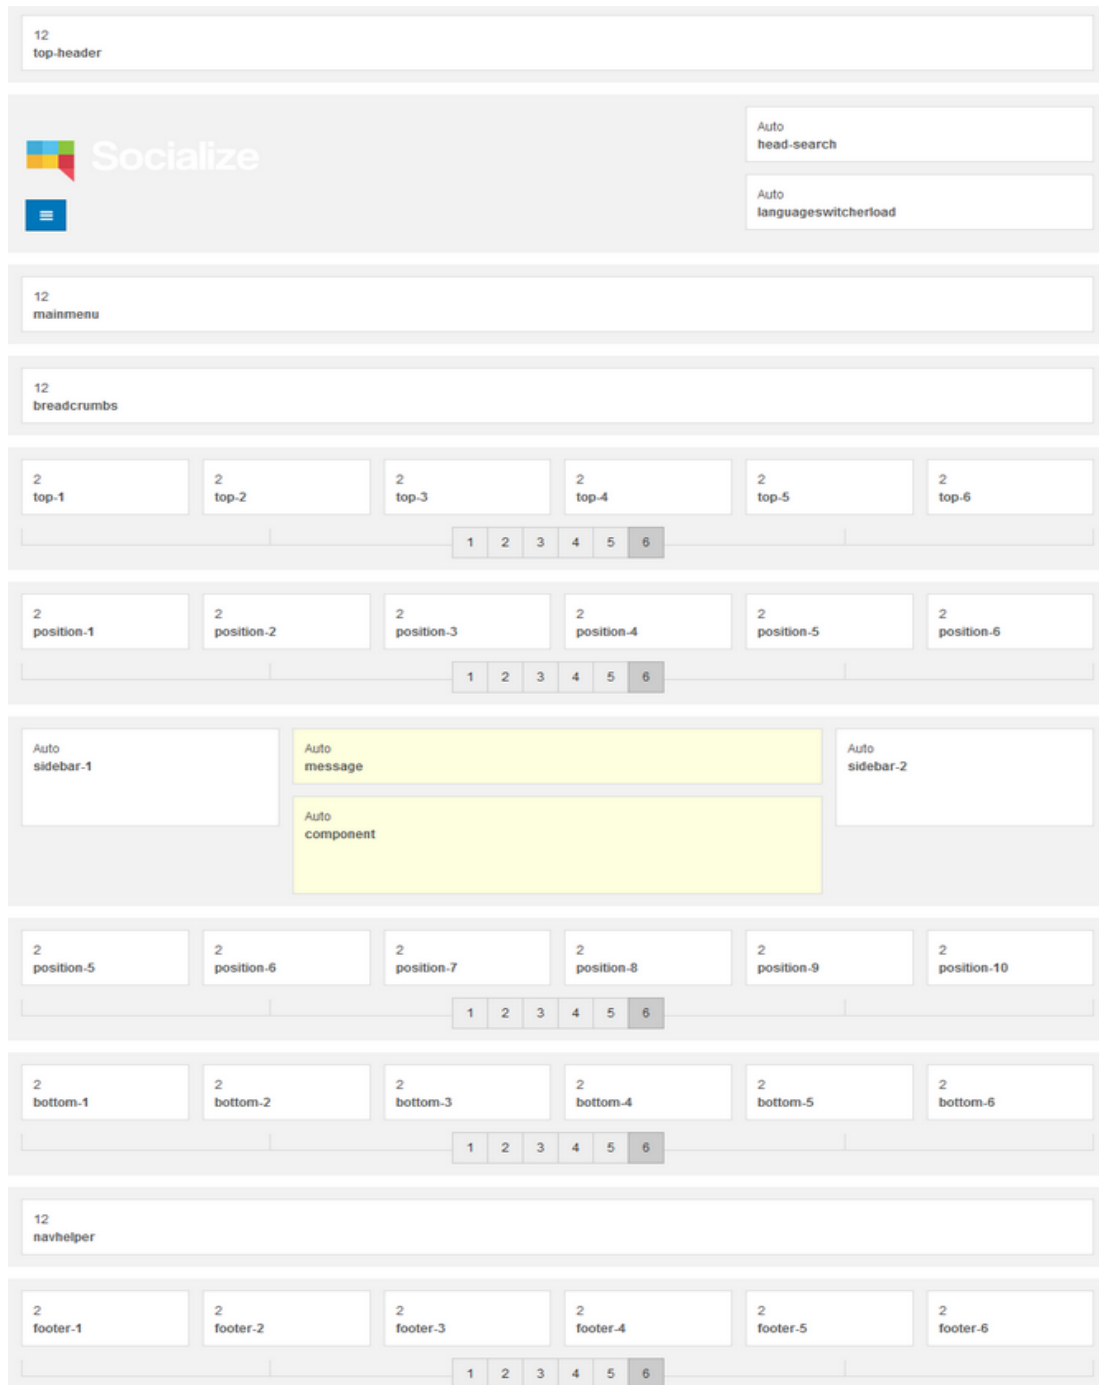 12
top-header
Socialize
Auto
head-search
Auto
languageswitcherload
12
mainmenu
12
breadcrumbs
2 2 2 2 2 2
top-1 top-2 top-3 top-4 top-5 top-6
1 2 3 4 5 6
2 2 2 2 2 2
position-1 position-2 position-3 position-4 position-5 position-6
1 2 3 4 5 6
Auto
sidebar-1
Auto
message
Auto
component
Auto
sidebar-2
2 2 2 2 2 2
position-5 position-6 position-7 position-8 position-9 position-10
1 2 3 4 5 6
2 2 2 2 2 2
bottom-1 bottom-2 bottom-3 bottom-4 bottom-5 bottom-6
1 2 3 4 5 6
12
navhelper
2 2 2 2 2 2
footer-1 footer-2 footer-3 footer-4 footer-5 footer-6
1 2 3 4 5 6